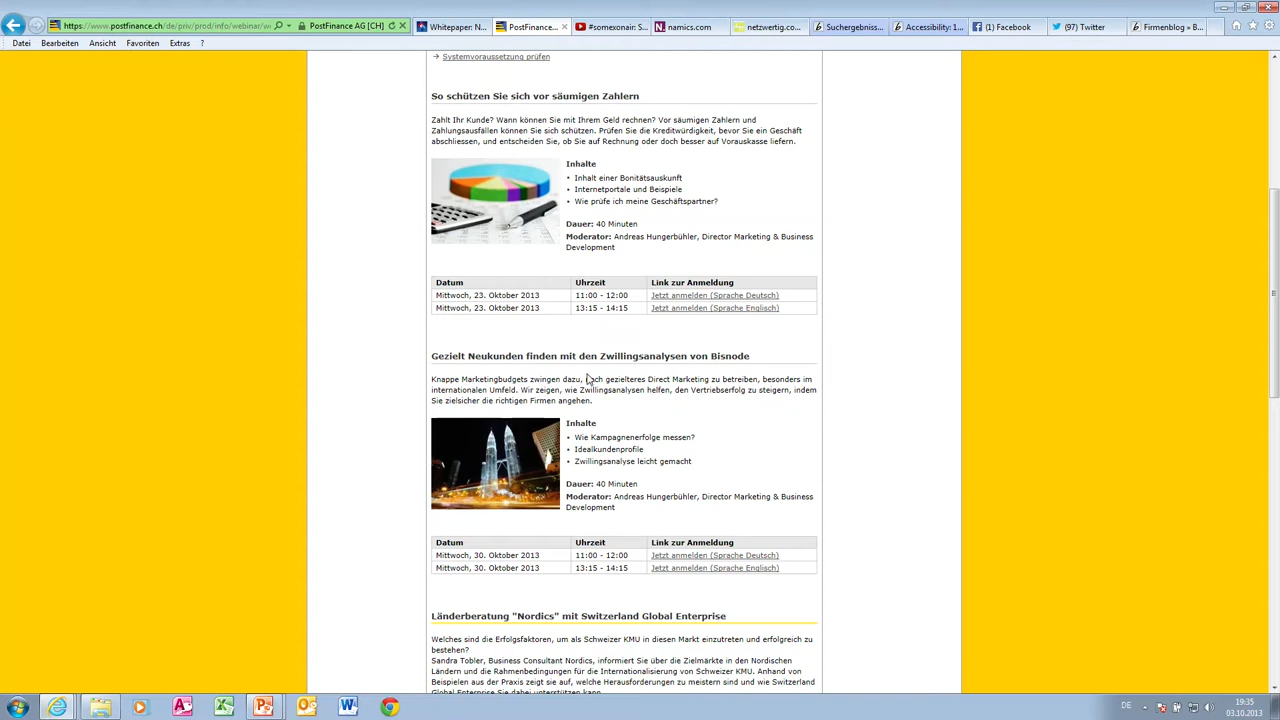 https://www.postfinance.ch/de/priv/prod/info/webinar/w
PostFinance AG [CH]
Whitepaper: N...
PostFinance...
#somexonair: S...
namics.com
netzwertig.co...
Suchergebniss...
Accessibility: 1...
(1) Facebook
(97) Twitter
Firmenblog » B...
Datei Bearbeiten Ansicht Favoriten Extras ?
→ Systemvoraussetzung prüfen
So schützen Sie sich vor säumigen Zahlern
Zahlt Ihr Kunde? Wann können Sie mit Ihrem Geld rechnen? Vor säumigen Zahlern und
Zahlungsausfällen können Sie sich schützen. Prüfen Sie die Kreditwürdigkeit, bevor Sie ein Geschäft
abschliessen, und entscheiden Sie, ob Sie auf Rechnung oder doch besser auf Vorauskasse liefern.
Inhalte
• Inhalt einer Bonitätsauskunft
• Internetportale und Beispiele
• Wie prüfe ich meine Geschäftspartner?
Dauer: 40 Minuten
Moderator: Andreas Hungerbühler, Director Marketing & Business
Development
Datum Uhrzeit Link zur Anmeldung
Mittwoch, 23. Oktober 2013 11:00 - 12:00 Jetzt anmelden (Sprache Deutsch)
Mittwoch, 23. Oktober 2013 13:15 - 14:15 Jetzt anmelden (Sprache Englisch)
Gezielt Neukunden finden mit den Zwillingsanalysen von Bisnode
Knappe Marketingbudgets zwingen dazu, noch gezielteres Direct Marketing zu betreiben, besonders im
internationalen Umfeld. Wir zeigen, wie Zwillingsanalysen helfen, den Vertriebserfolg zu steigern, indem
Sie zielsicher die richtigen Firmen angehen.
Inhalte
• Wie Kampagnenerfolge messen?
• Idealkundenprofile
• Zwillingsanalyse leicht gemacht
Dauer: 40 Minuten
Moderator: Andreas Hungerbühler, Director Marketing & Business
Development
Datum Uhrzeit Link zur Anmeldung
Mittwoch, 30. Oktober 2013 11:00 - 12:00 Jetzt anmelden (Sprache Deutsch)
Mittwoch, 30. Oktober 2013 13:15 - 14:15 Jetzt anmelden (Sprache Englisch)
Länderberatung "Nordics" mit Switzerland Global Enterprise
Welches sind die Erfolgsfaktoren, um als Schweizer KMU in diesen Markt einzutreten und erfolgreich zu
bestehen?
Sandra Tobler, Business Consultant Nordics, informiert Sie über die Zielmärkte in den Nordischen
Ländern und die Rahmenbedingungen für die Internationalisierung von Schweizer KMU. Anhand von
Beispielen aus der Praxis zeigt sie auf, welche Herausforderungen zu meistern sind und wie Switzerland
Global Enterprise Sie dabei unterstützen kann.
DE
19:35
03.10.2013